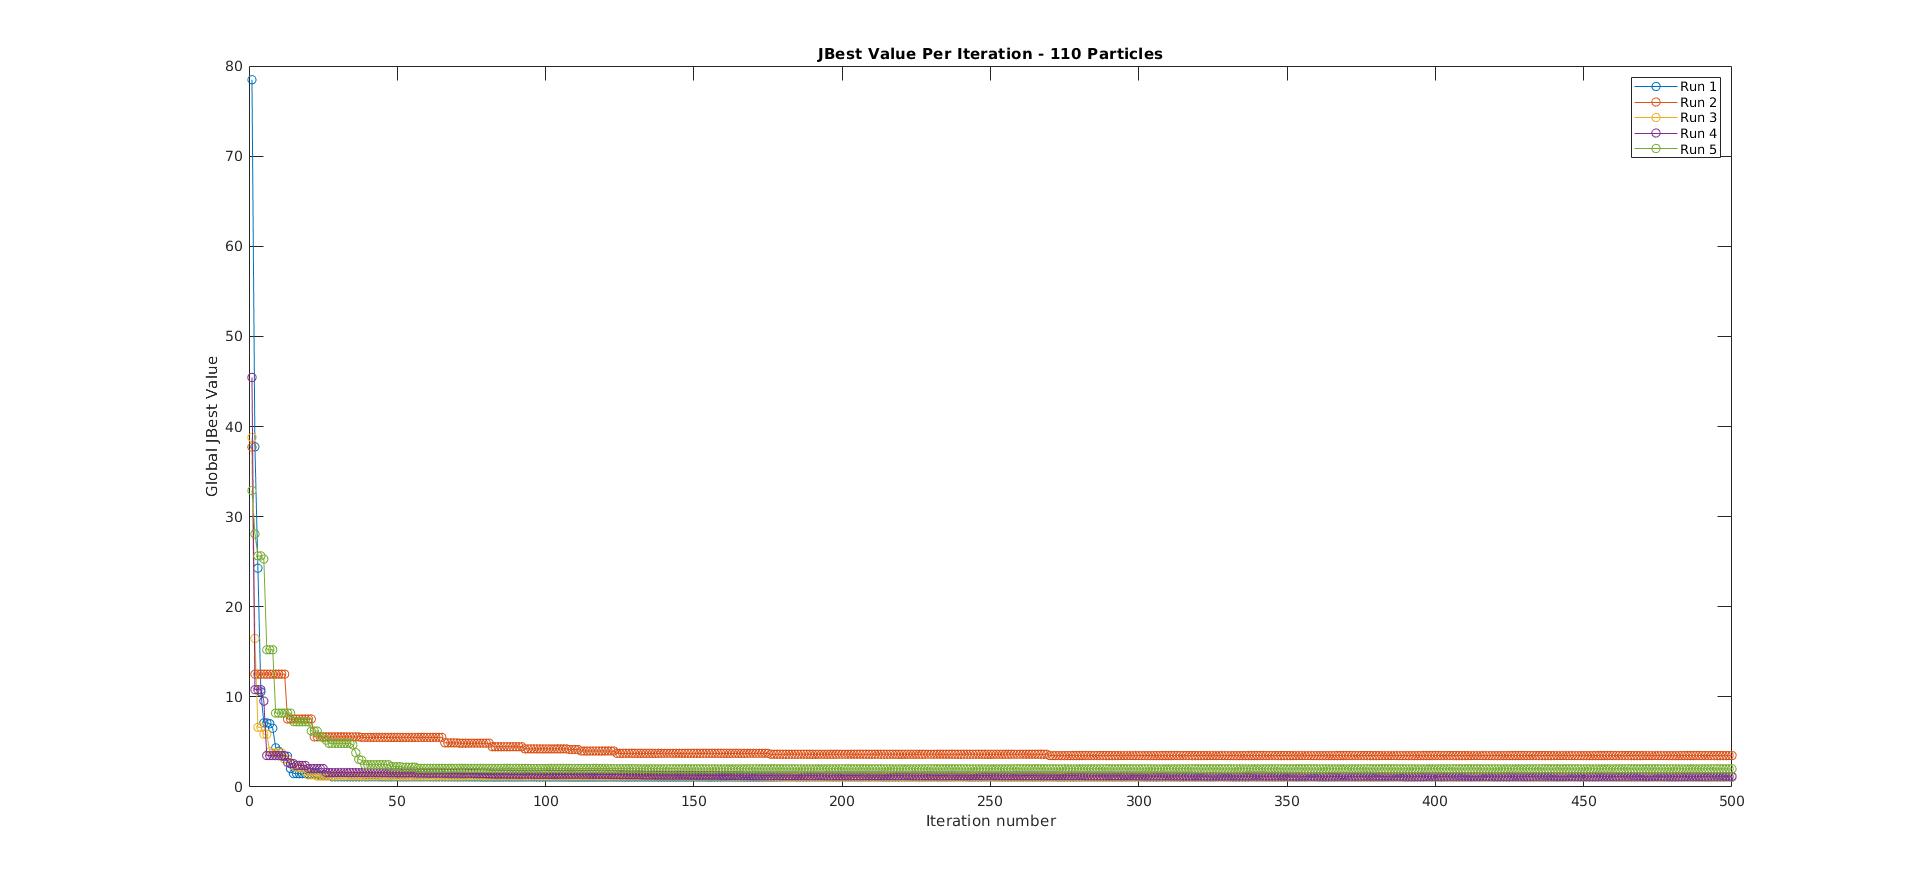 JBest Value Per Iteration - 110 Particles
80
70
60
50
40
30
20
10
0
Global JBest Value
Run 1
Run 2
Run 3
Run 4
Run 5
0 50 100 150 200 250 300 350 400 450 500
Iteration number